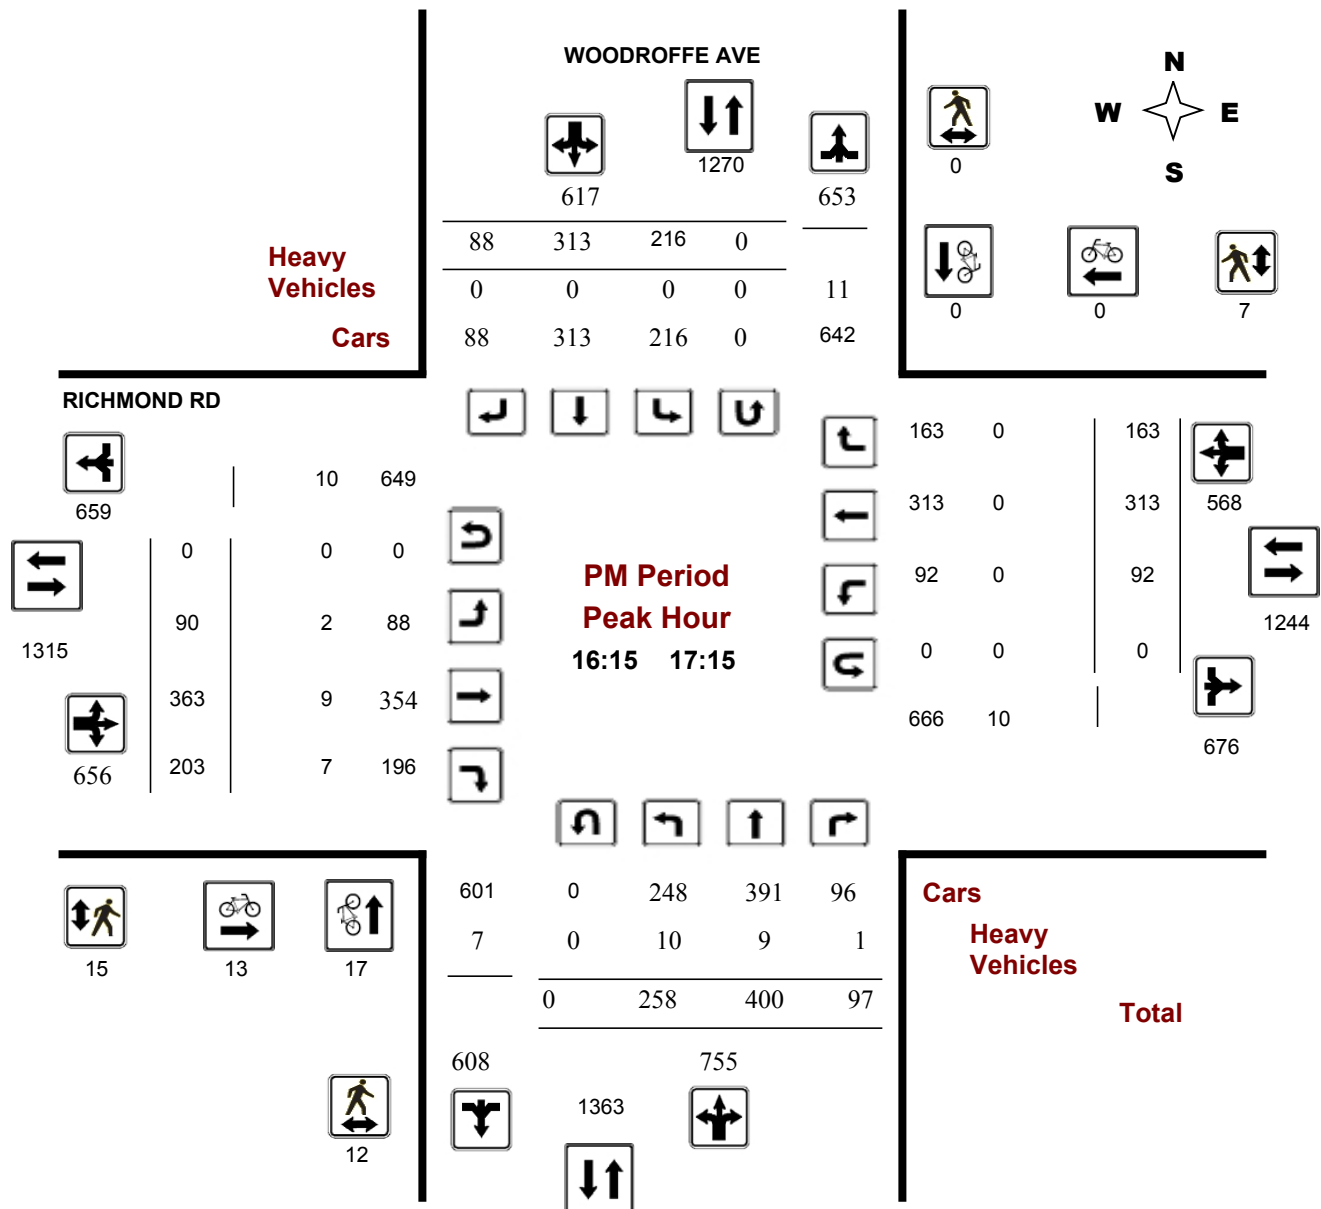 WOODROFFE AVE
N
W E
S
1270
0
617 653
88 313 216 0
Heavy
Vehicles
0 0 0 0 11
0 0 7
Cars
88 313 216 0 642
RICHMOND RD
163 0 163
10 649
659
313 0 313 568
0 0 0
PM Period
92 0 92
90 2 88
Peak Hour
1244
1315
16:15 17:15
0 0 0
363 9 354
666 10
676
656 203 7 196
601 0 248 391 96
Cars
7 0 10 9 1
Heavy
Vehicles
15 13 17
0 258 400 97
Total
608 755
1363
12